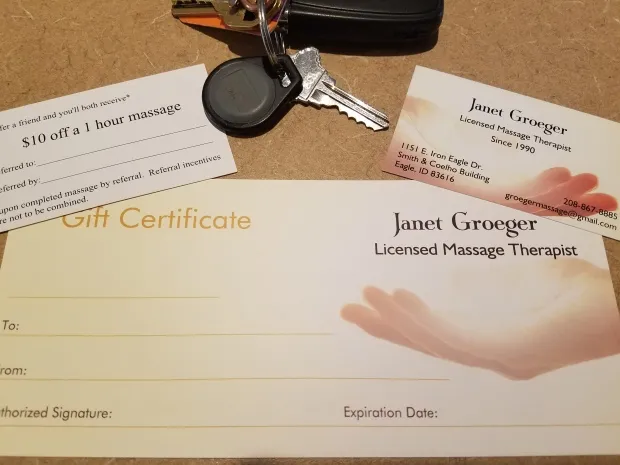 fer a friend and you'll both receive*
$10 off a 1 hour massage
ferred to:
ferred by:
upon completed massage by referral. Referral incentives
re not to be combined.
Janet Groeger
Licensed Massage Therapist
Since 1990
1151 E. Iron Eagle Dr.
Smith & Coelho Building
Eagle, ID 83616
208-867-8885
groegermassage@gmail.com
Gift Certificate
Janet Groeger
Licensed Massage Therapist
To:
rom:
thorized Signature:
Expiration Date: